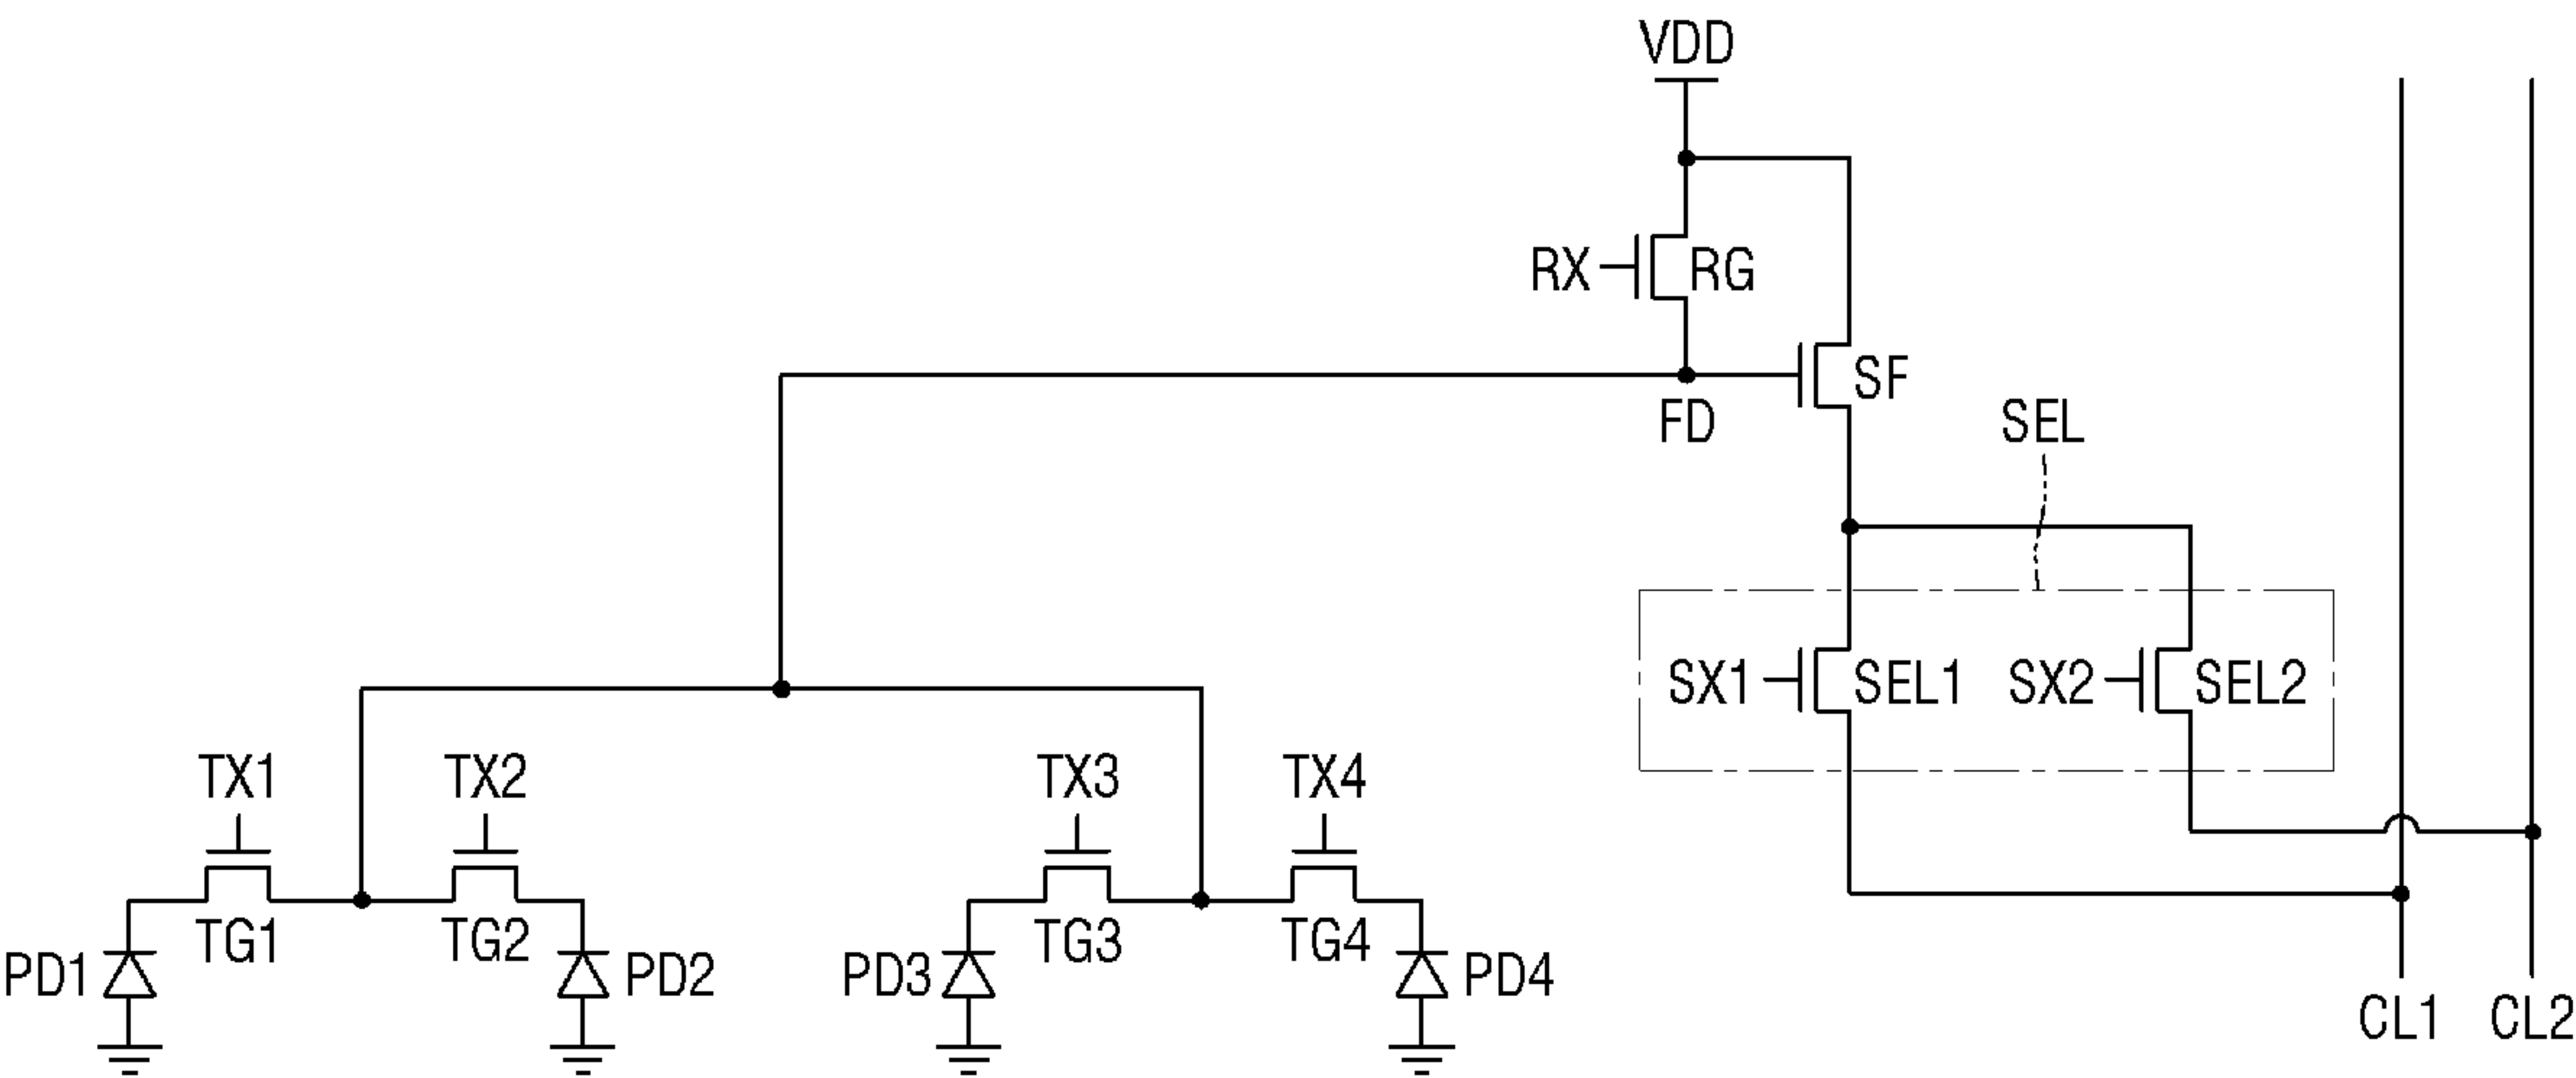 VDD
RX RG
SF
FD
SEL
SX1 SEL1 SX2 SEL2
TX1 TX2 TX3 TX4
TG1 TG2 TG3 TG4
PD1 PD2 PD3 PD4
CL1 CL2